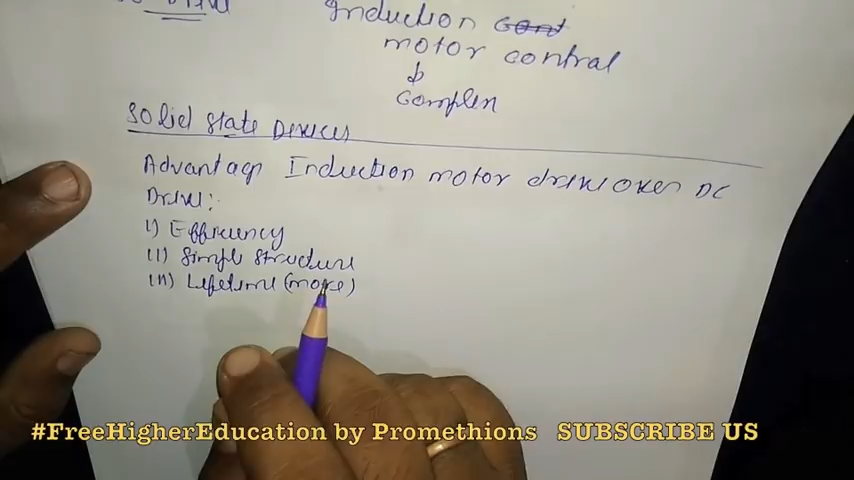 Induction Cont
motor control
Complex
Solid State Devices
Advantage Induction motor drive over DC
Drive:
i) Efficiency
ii) Simple Structure
iii) Lifetime (more)
#FreeHigherEducation by Promethions SUBSCRIBE US